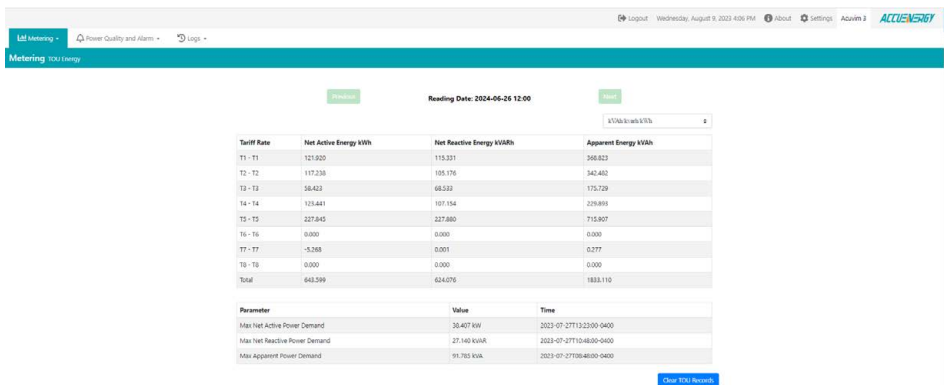 Logout Wednesday, August 9, 2023 4:06 PM About Settings Acuvim 3 ACCUENERGY
Metering Power Quality and Alarm Logs
Metering TOU Energy
Previous Reading Date: 2024-06-26 12:00 Next
Tariff Rate Net Active Energy kWh Net Reactive Energy kVARh Apparent Energy kVAh
T1 - T1 121.920 115.331 368.823
T2 - T2 117.238 105.176 342.482
T3 - T3 58.423 68.533 175.729
T4 - T4 123.441 107.154 229.893
T5 - T5 227.845 227.880 715.907
T6 - T6 0.000 0.000 0.000
T7 - T7 -5.268 0.001 0.277
T8 - T8 0.000 0.000 0.000
Total 643.599 624.076 1833.110
Parameter Value Time
Max Net Active Power Demand 38.407 kW 2023-07-27T13:23:00-0400
Max Net Reactive Power Demand 27.140 kVAR 2023-07-27T10:48:00-0400
Max Apparent Power Demand 91.765 kVA 2023-07-27T08:48:00-0400
Clear TOU Records